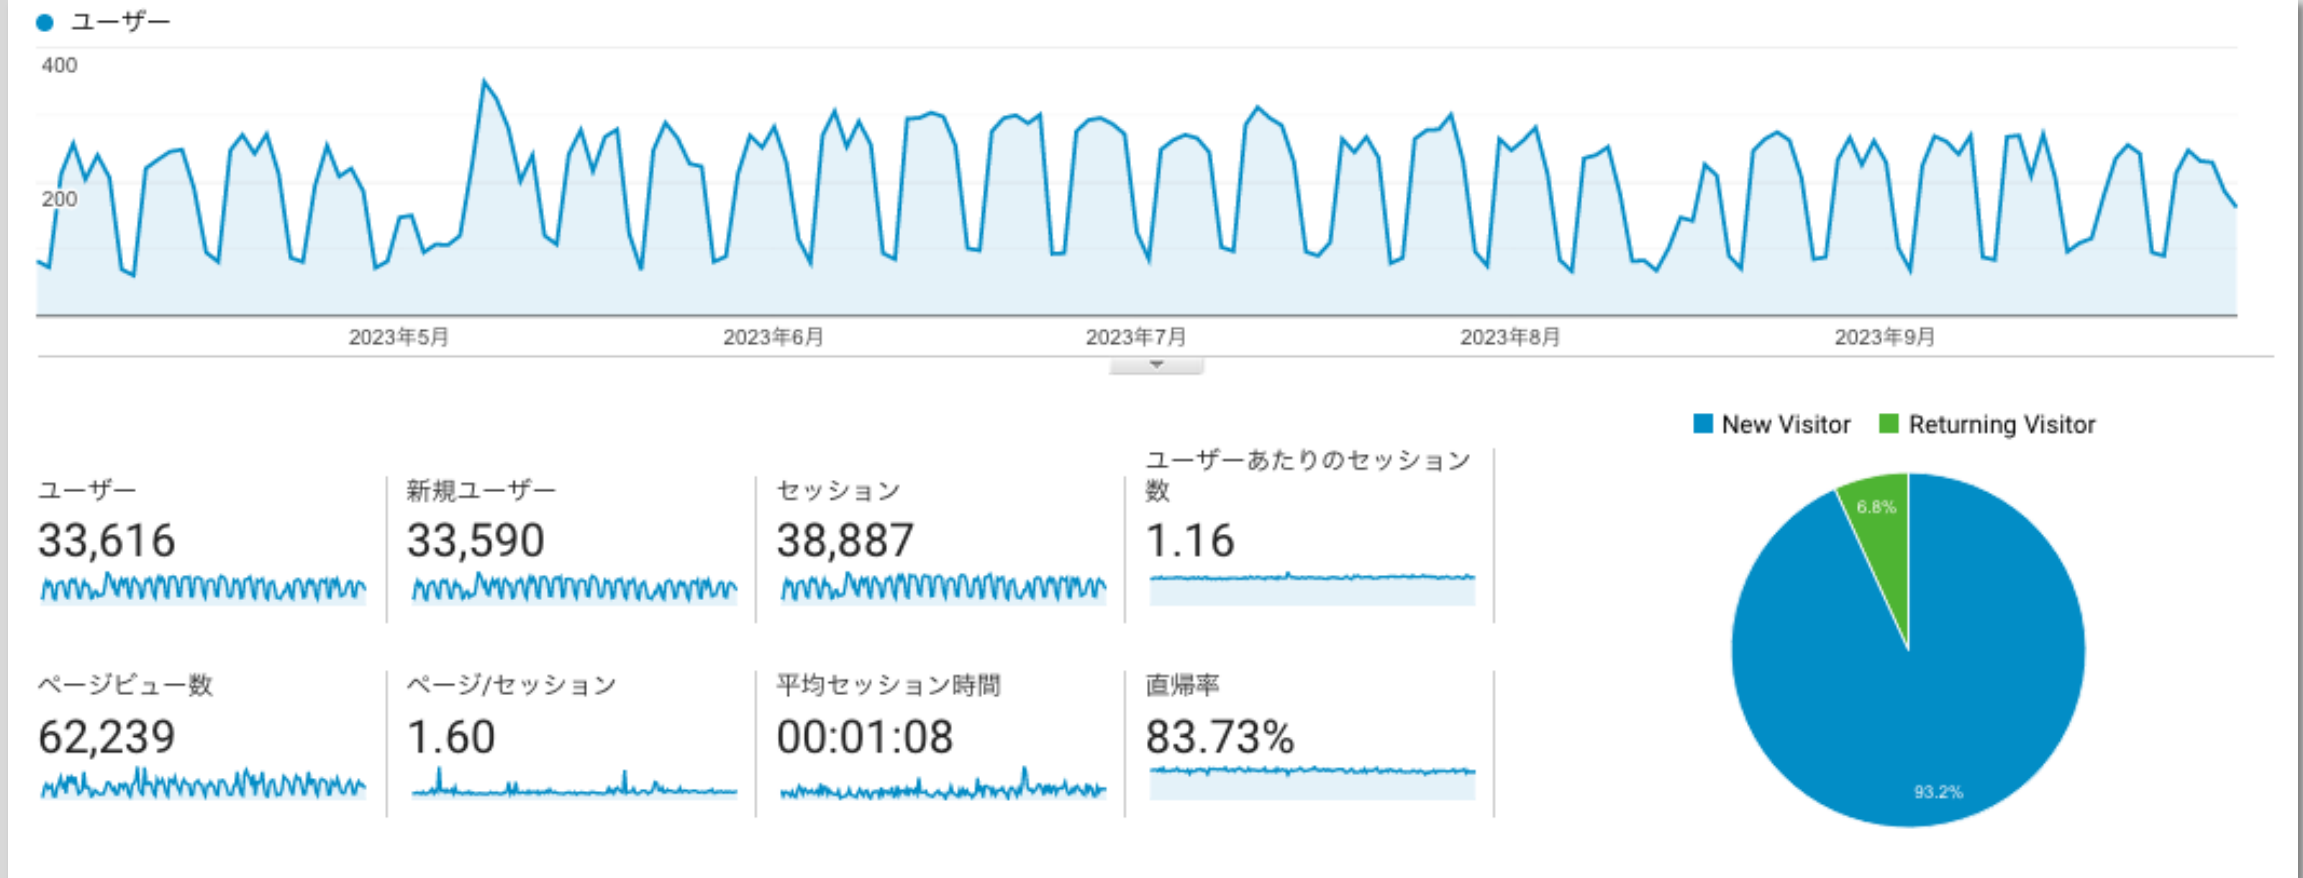 ユーザー
400
200
2023年5月
2023年6月
2023年7月
2023年8月
2023年9月
New Visitor
Returning Visitor
ユーザー
33,616
新規ユーザー
33,590
セッション
38,887
ユーザーあたりのセッション
数
1.16
ページビュー数
62,239
ページ/セッション
1.60
平均セッション時間
00:01:08
直帰率
83.73%
6.8%
93.2%